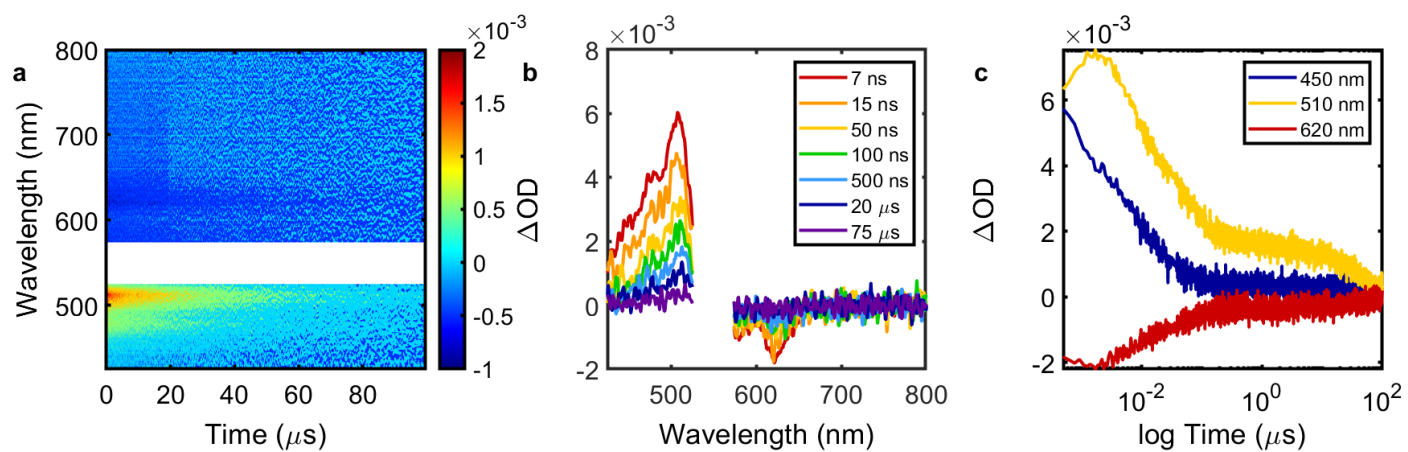 a
×10⁻³
800
700
600
500
Wavelength (nm)
0
20
40
60
80
Time (μs)
2
1.5
1
0.5
0
-0.5
-1
ΔOD
b
×10⁻³
8
6
4
2
0
-2
500
600
700
800
Wavelength (nm)
7 ns
15 ns
50 ns
100 ns
500 ns
20 μs
75 μs
c
×10⁻³
6
4
2
0
-2
ΔOD
10⁻²
10⁰
10²
log Time (μs)
450 nm
510 nm
620 nm